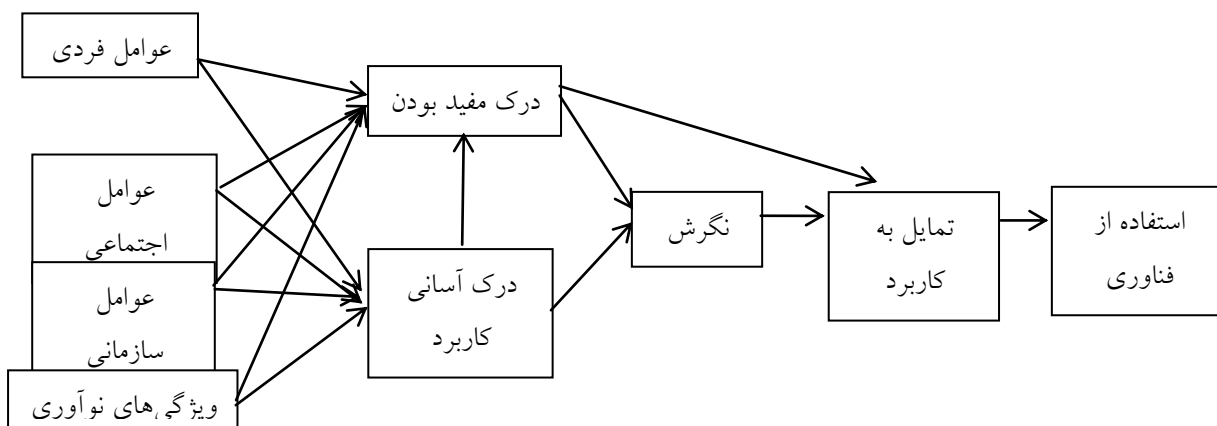 عوامل فردی
درک مفید بودن
عوامل
اجتماعی
عوامل
سازمانی
ویژگی‌های نوآوری
درک آسانی
کاربرد
نگرش
تمایل به
کاربرد
استفاده از
فناوری